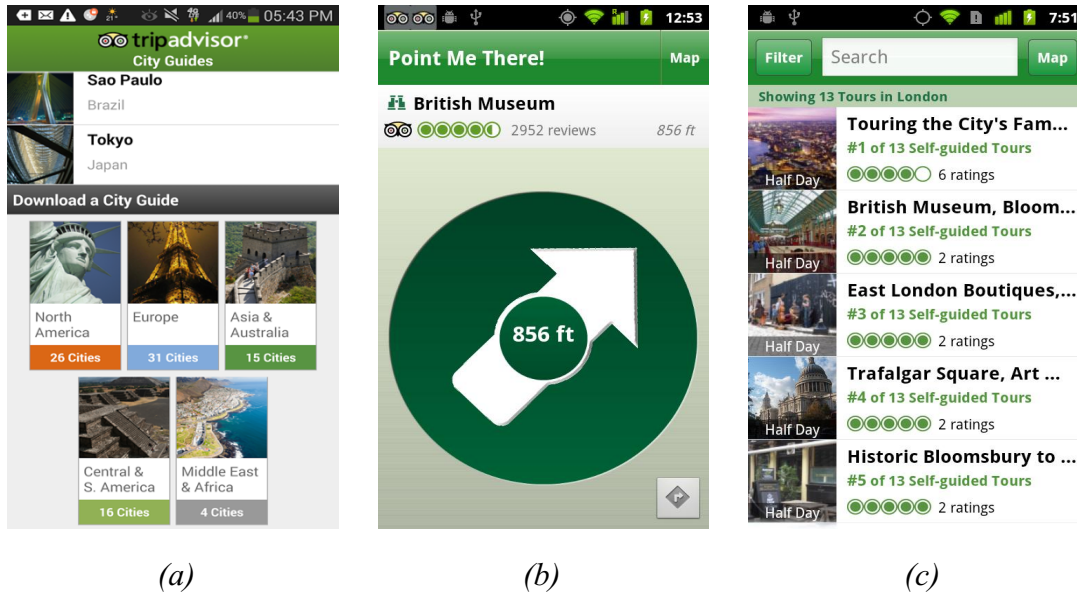 40% 05:43 PM
tripadvisor
City Guides
Sao Paulo
Brazil
Tokyo
Japan
Download a City Guide
North America
26 Cities
Europe
31 Cities
Asia & Australia
15 Cities
Central & S. America
16 Cities
Middle East & Africa
4 Cities
(a)
12:53
Point Me There!
Map
British Museum
2952 reviews
856 ft
856 ft
(b)
7:51
Filter
Search
Map
Showing 13 Tours in London
Touring the City's Fam...
#1 of 13 Self-guided Tours
6 ratings
Half Day
British Museum, Bloom...
#2 of 13 Self-guided Tours
2 ratings
Half Day
East London Boutiques,...
#3 of 13 Self-guided Tours
2 ratings
Half Day
Trafalgar Square, Art ...
#4 of 13 Self-guided Tours
2 ratings
Half Day
Historic Bloomsbury to ...
#5 of 13 Self-guided Tours
2 ratings
Half Day
(c)